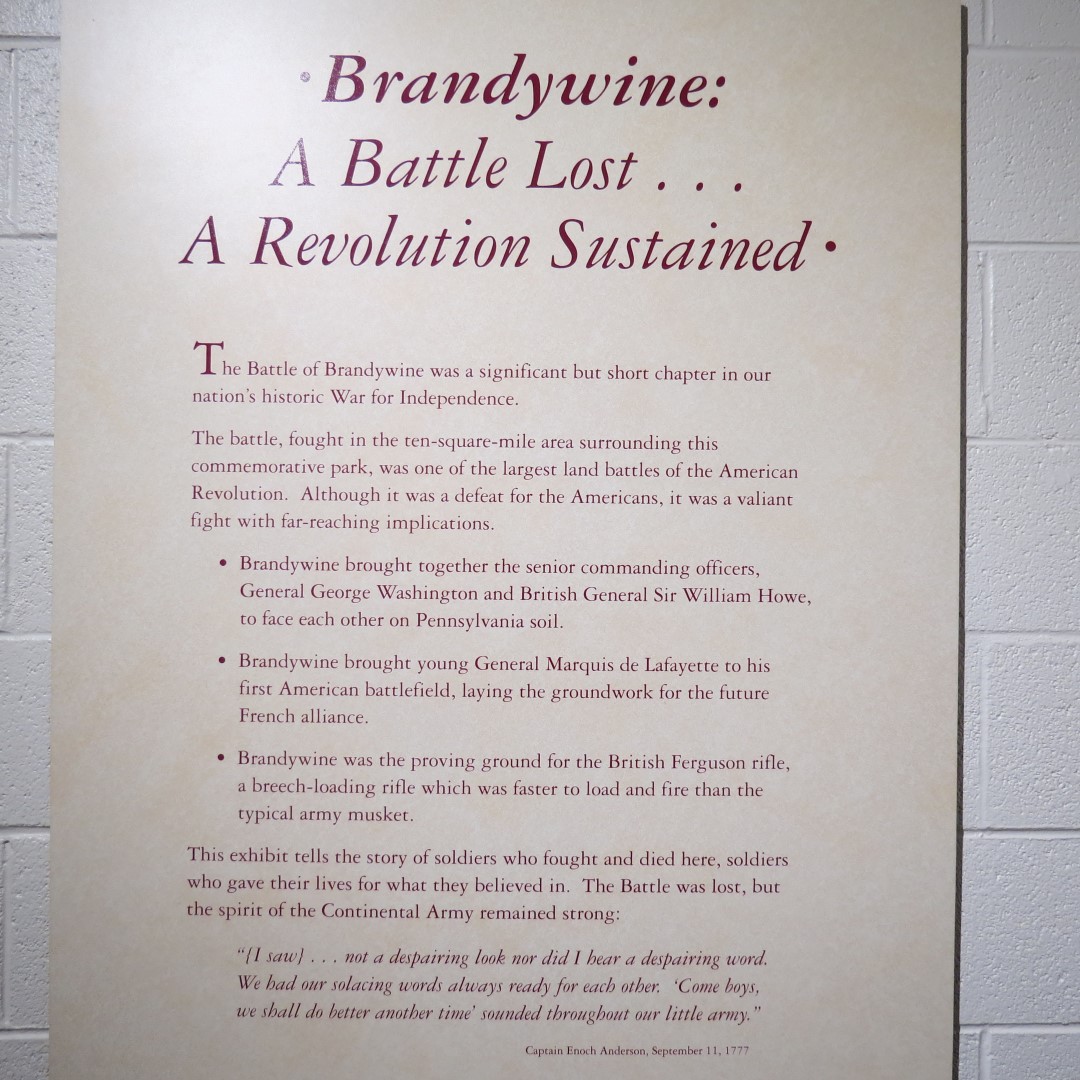 • Brandywine:
A Battle Lost . . .
A Revolution Sustained •
The Battle of Brandywine was a significant but short chapter in our
nation's historic War for Independence.
The battle, fought in the ten-square-mile area surrounding this
commemorative park, was one of the largest land battles of the American
Revolution. Although it was a defeat for the Americans, it was a valiant
fight with far-reaching implications.
• Brandywine brought together the senior commanding officers,
General George Washington and British General Sir William Howe,
to face each other on Pennsylvania soil.
• Brandywine brought young General Marquis de Lafayette to his
first American battlefield, laying the groundwork for the future
French alliance.
• Brandywine was the proving ground for the British Ferguson rifle,
a breech-loading rifle which was faster to load and fire than the
typical army musket.
This exhibit tells the story of soldiers who fought and died here, soldiers
who gave their lives for what they believed in. The Battle was lost, but
the spirit of the Continental Army remained strong:
"{I saw} . . . not a despairing look nor did I hear a despairing word.
We had our solacing words always ready for each other. 'Come boys,
we shall do better another time' sounded throughout our little army."
Captain Enoch Anderson, September 11, 1777